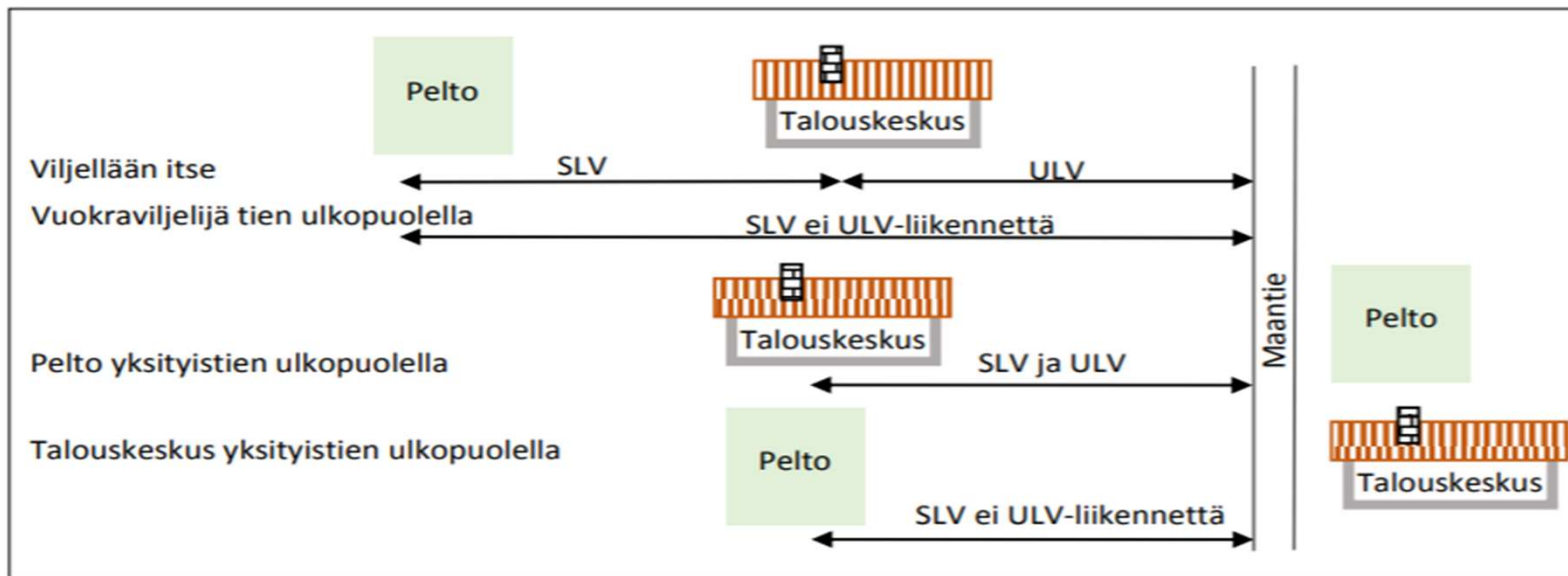 Pelto
Talouskeskus
Viljellään itse
SLV
ULV
Vuokraviljelijä tien ulkopuolella
SLV ei ULV-liikennettä
Talouskeskus
Maantie
Pelto
Pelto yksityistien ulkopuolella
SLV ja ULV
Talouskeskus yksityistien ulkopuolella
Pelto
Talouskeskus
SLV ei ULV-liikennettä